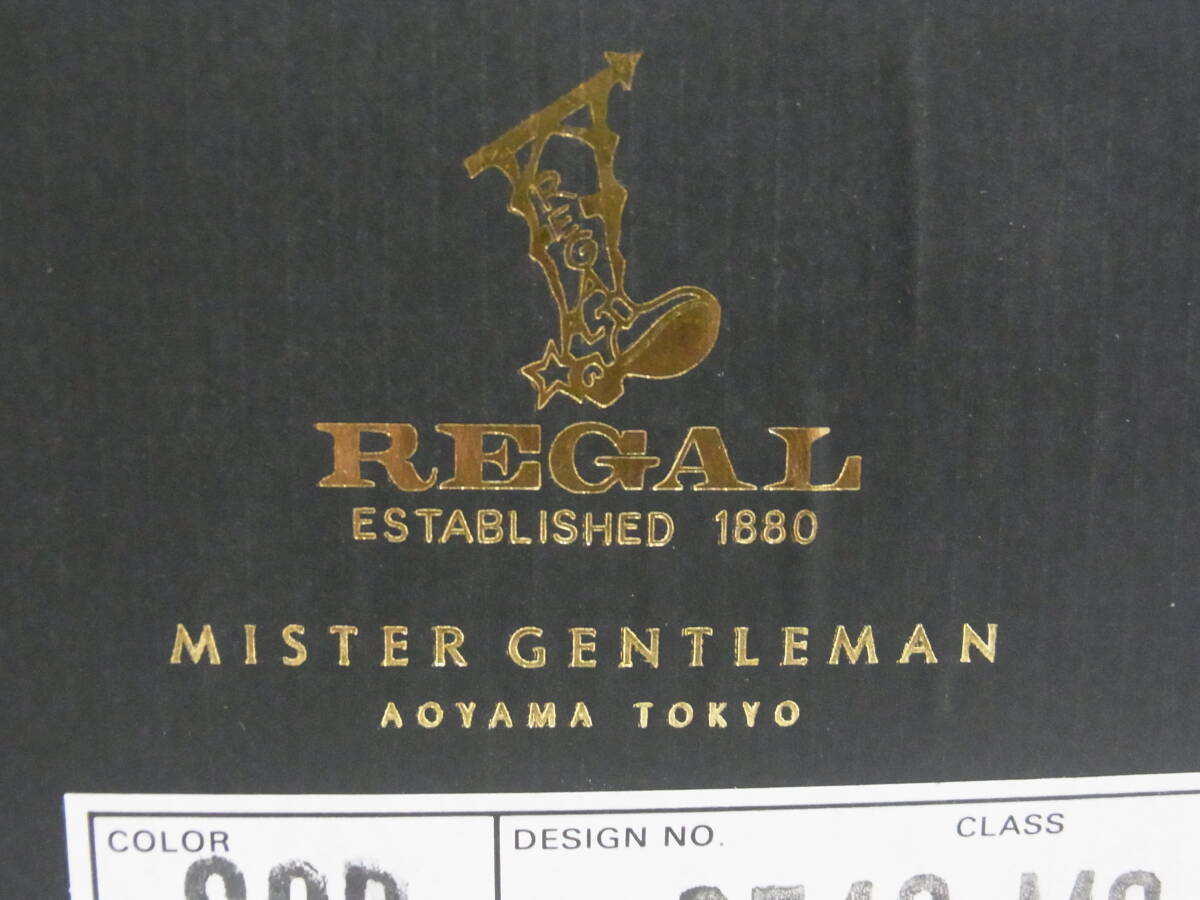 REGAL
REGAL
ESTABLISHED 1880
MISTER GENTLEMAN
AOYAMA TOKYO
COLOR
DESIGN NO. CLASS